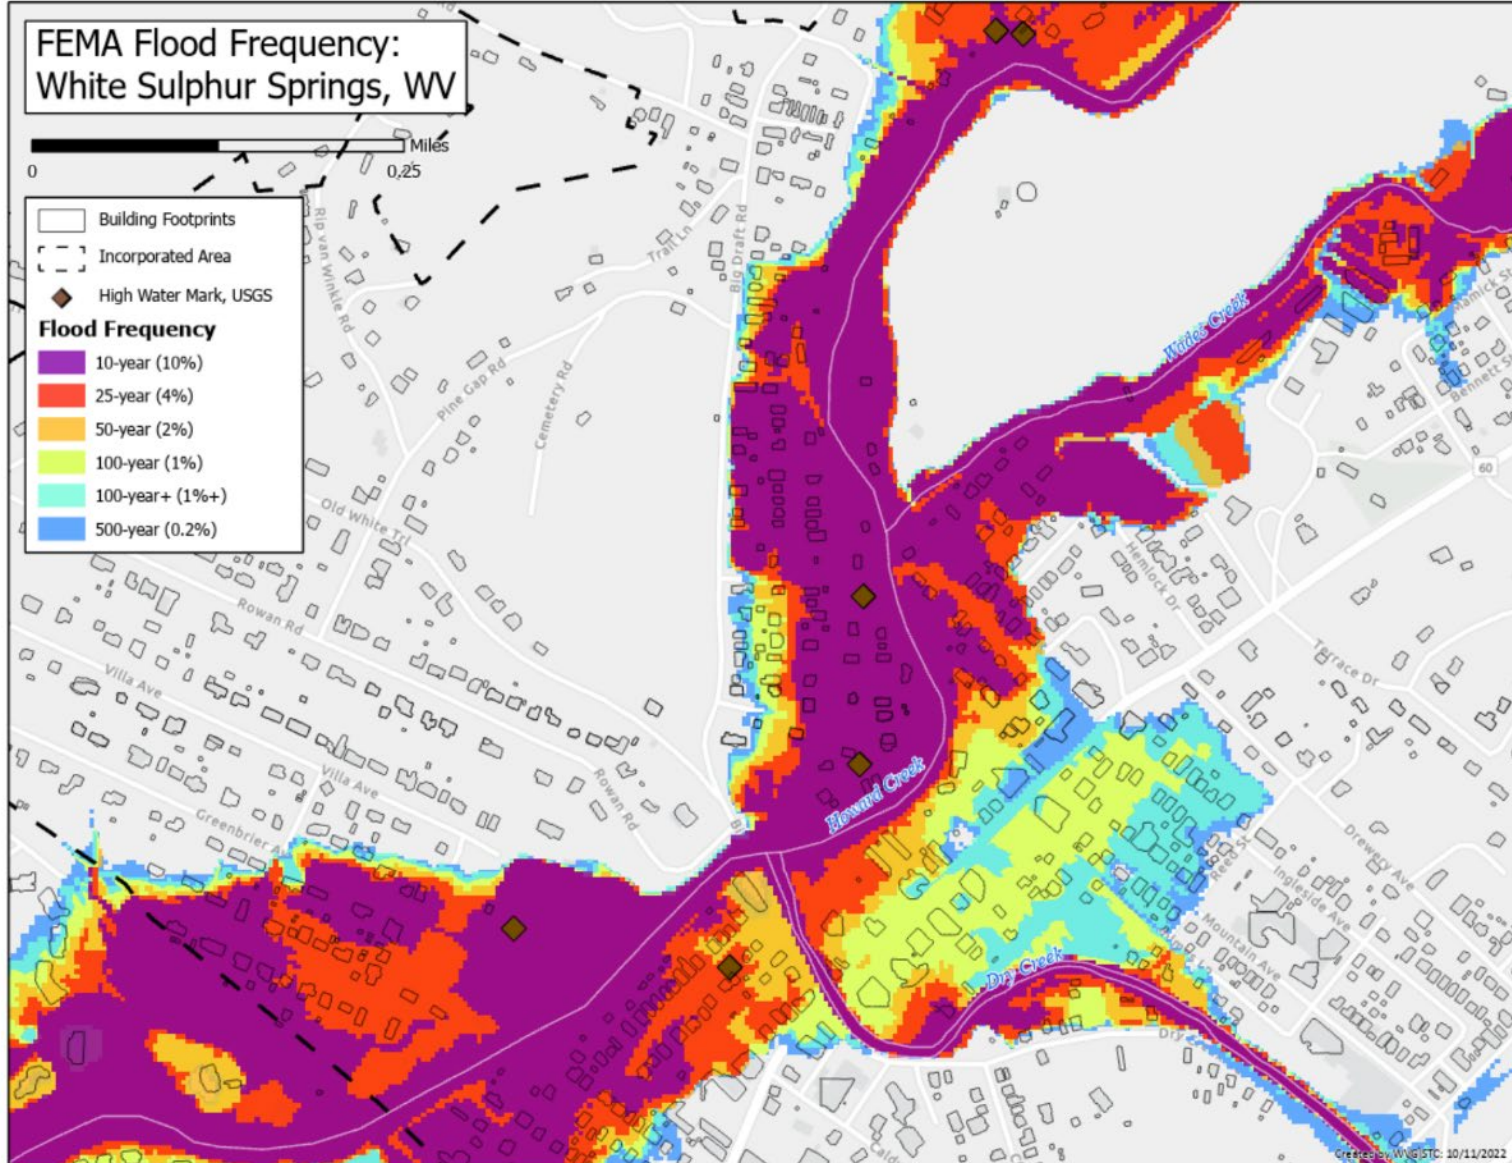 FEMA Flood Frequency:
White Sulphur Springs, WV
Miles
0
0.25
Building Footprints
Incorporated Area
High Water Mark, USGS
Flood Frequency
10-year (10%)
25-year (4%)
50-year (2%)
100-year (1%)
100-year+ (1%+)
500-year (0.2%)
Rd
Rip van Winkle Rd
Trail Ln
Big Draft Rd
Pine Gap Rd
Cemetery Rd
Old White Trl
Rowan Rd
Villa Ave
Villa Ave
Rowan Rd
Greenbrier A
Wades Creek
Bennett St
60
Hemlock Dr
Terrace Dr
Howard Creek
Drewery Ave
Reed St
Ingleside Ave
Mountain Ave
Dry Creek
Dry
Created by WVGISTC: 10/11/2022